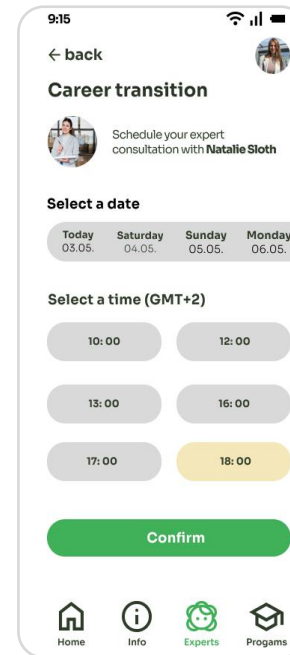 9:15
← back
Career transition
Schedule your expert
consultation with Natalie Sloth
Select a date
Today Saturday Sunday Monday
03.05. 04.05. 05.05. 06.05.
Select a time (GMT+2)
10:00 12:00
13:00 16:00
17:00 18:00
Confirm
Home Info Experts Progams